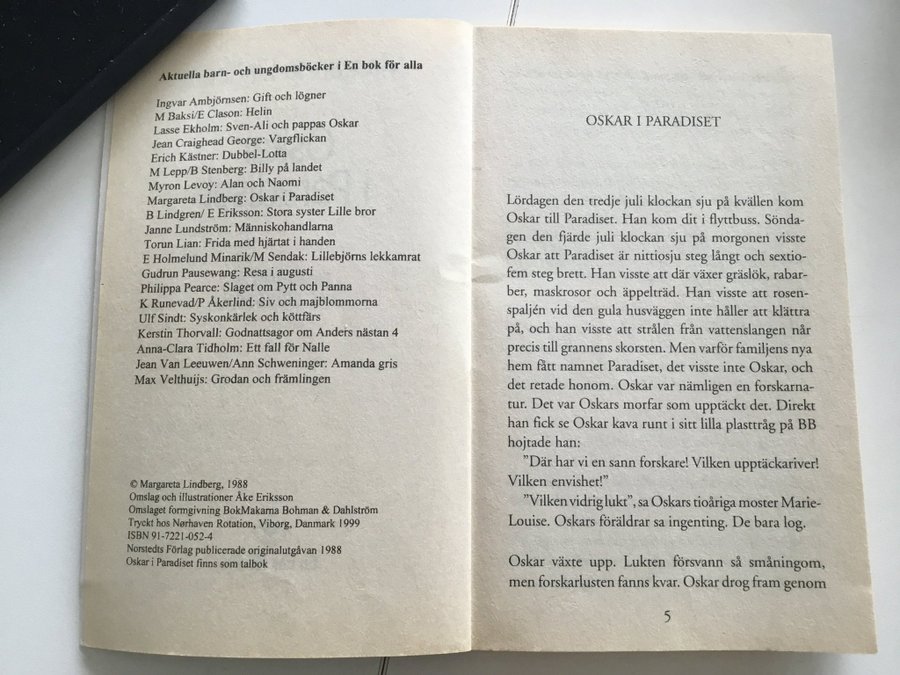 Aktuella barn- och ungdomsböcker i En bok för alla
Ingvar Ambjörnsen: Gift och lögner
M Baksi/E Clason: Helin
Lasse Ekholm: Sven-Ali och pappas Oskar
Jean Craighead George: Vargflickan
Erich Kästner: Dubbel-Lotta
M Lepp/B Stenberg: Billy på landet
Myron Levoy: Alan och Naomi
Margareta Lindberg: Oskar i Paradiset
B Lindgren/ E Eriksson: Stora syster Lille bror
Janne Lundström: Människohandlarna
Torun Lian: Frida med hjärtat i handen
E Holmelund Minarik/M Sendak: Lillebjörns lekkamrat
Gudrun Pausewang: Resa i augusti
Philippa Pearce: Slaget om Pytt och Panna
K Runevad/P Åkerlind: Siv och majblommorna
Ulf Sindt: Syskonkärlek och köttfärs
Kerstin Thorvall: Godnattsagor om Anders nästan 4
Anna-Clara Tidholm: Ett fall för Nalle
Jean Van Leeuwen/Ann Schweninger: Amanda gris
Max Velthuijs: Grodan och främlingen
© Margareta Lindberg, 1988
Omslag och illustrationer Åke Eriksson
Omslaget formgivning BokMakarna Bohman & Dahlström
Tryckt hos Nørhaven Rotation, Viborg, Danmark 1999
ISBN 91-7221-052-4
Norstedts Förlag publicerade originalutgåvan 1988
Oskar i Paradiset finns som talbok
OSKAR I PARADISET
Lördagen den tredje juli klockan sju på kvällen kom
Oskar till Paradiset. Han kom dit i flyttbuss. Sönda-
gen den fjärde juli klockan sju på morgonen visste
Oskar att Paradiset är nittiosju steg långt och sextio-
fem steg brett. Han visste att där växer gräslök, rabar-
ber, maskrosor och äppelträd. Han visste att rosen-
spaljén vid den gula husväggen inte håller att klättra
på, och han visste att strålen från vattenslangen når
precis till grannens skorsten. Men varför familjens nya
hem fått namnet Paradiset, det visste inte Oskar, och
det retade honom. Oskar var nämligen en forskarna-
tur. Det var Oskars morfar som upptäckt det. Direkt
han fick se Oskar kava runt i sitt lilla plasttråg på BB
hojtade han:
”Där har vi en sann forskare! Vilken upptäckariver!
Vilken envishet!”
”Vilken vidrig lukt”, sa Oskars tioåriga moster Marie-
Louise. Oskars föräldrar sa ingenting. De bara log.
Oskar växte upp. Lukten försvann så småningom,
men forskarlusten fanns kvar. Oskar drog fram genom
5